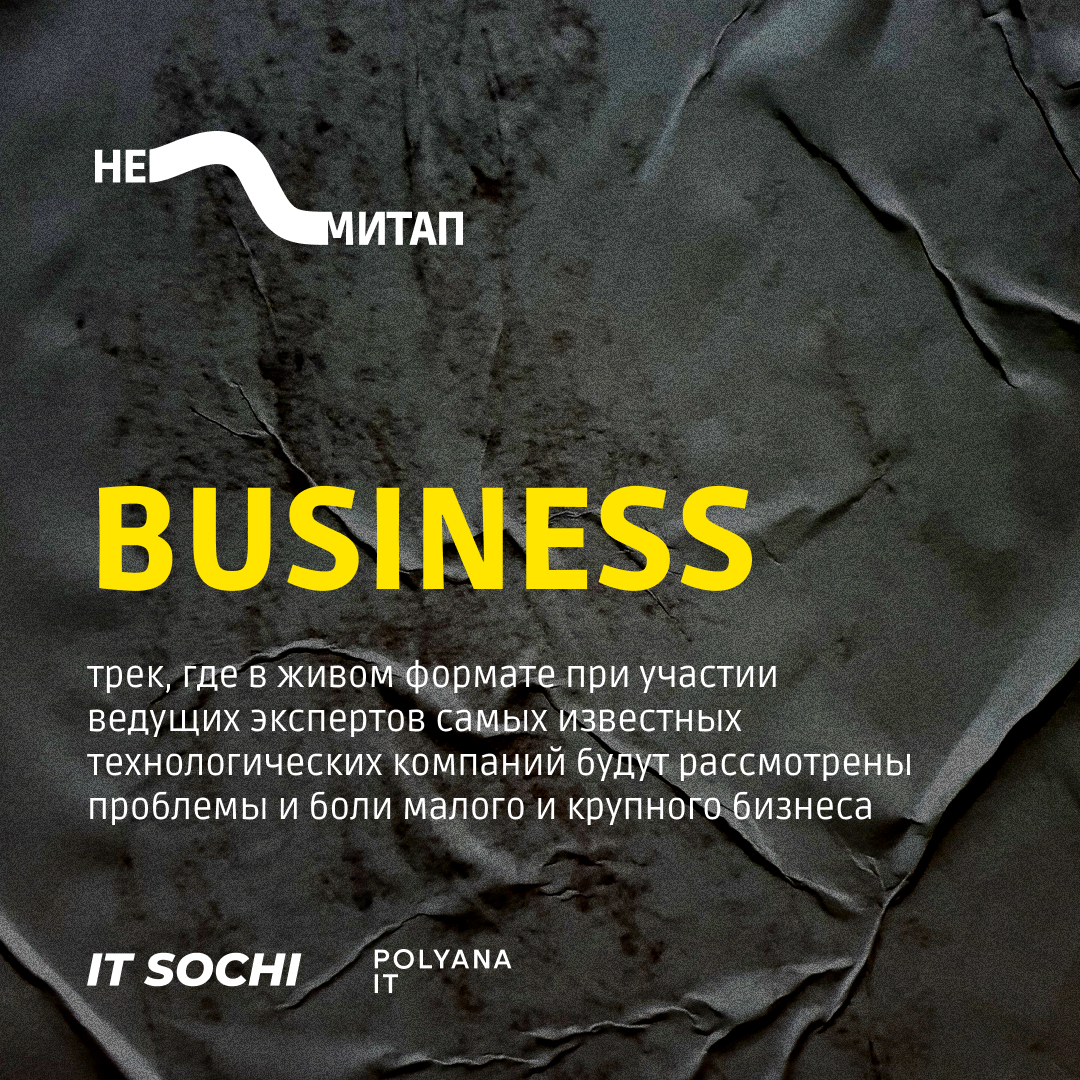 НЕ
МИТАП
BUSINESS
трек, где в живом формате при участии
ведущих экспертов самых известных
технологических компаний будут рассмотрены
проблемы и боли малого и крупного бизнеса
IT SOCHI
POLYANA
IT